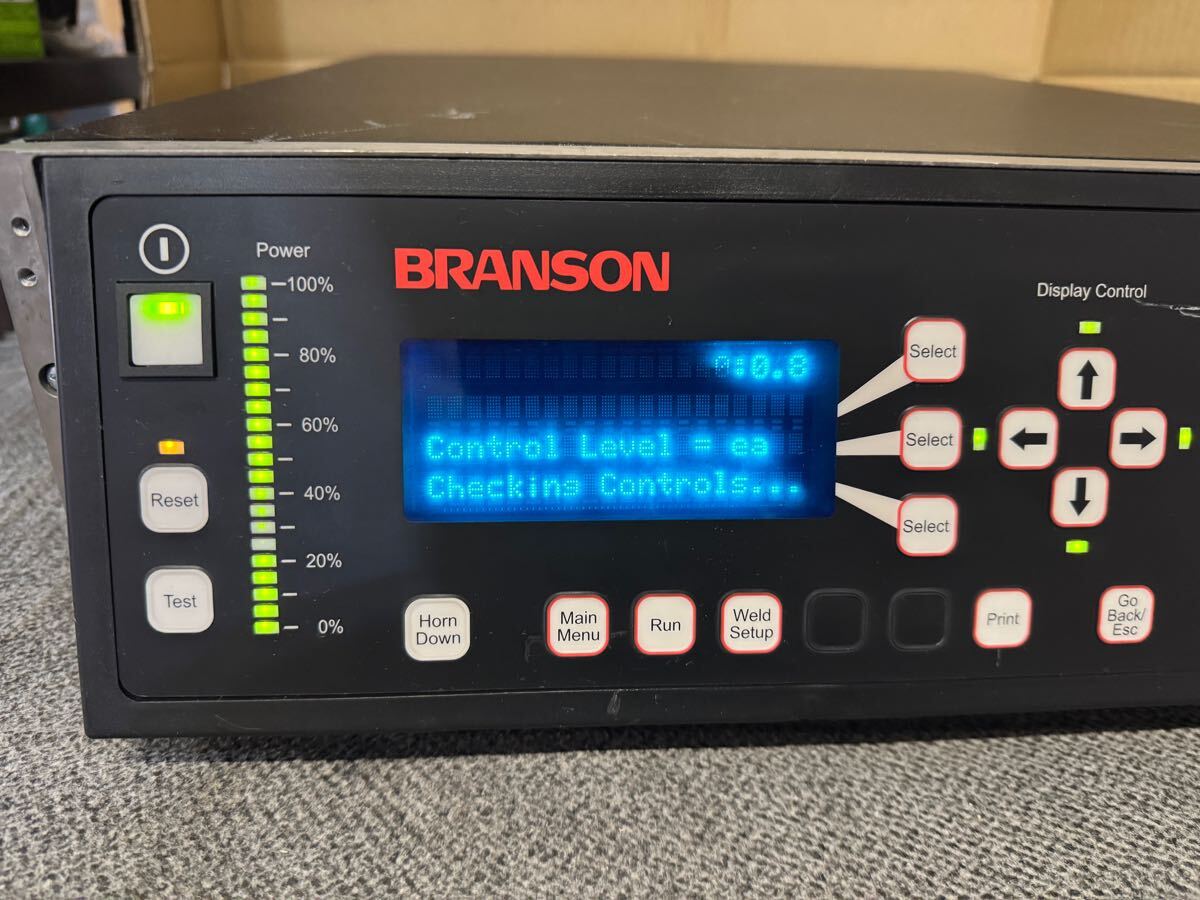 Power
BRANSON
Display Control
100%
80%
60%
40%
20%
0%
:0.8
Control Level = ea
Checking Controls...
Select
Select
Select
Reset
Test
Horn
Down
Main
Menu
Run
Weld
Setup
Print
Go
Back/
Esc